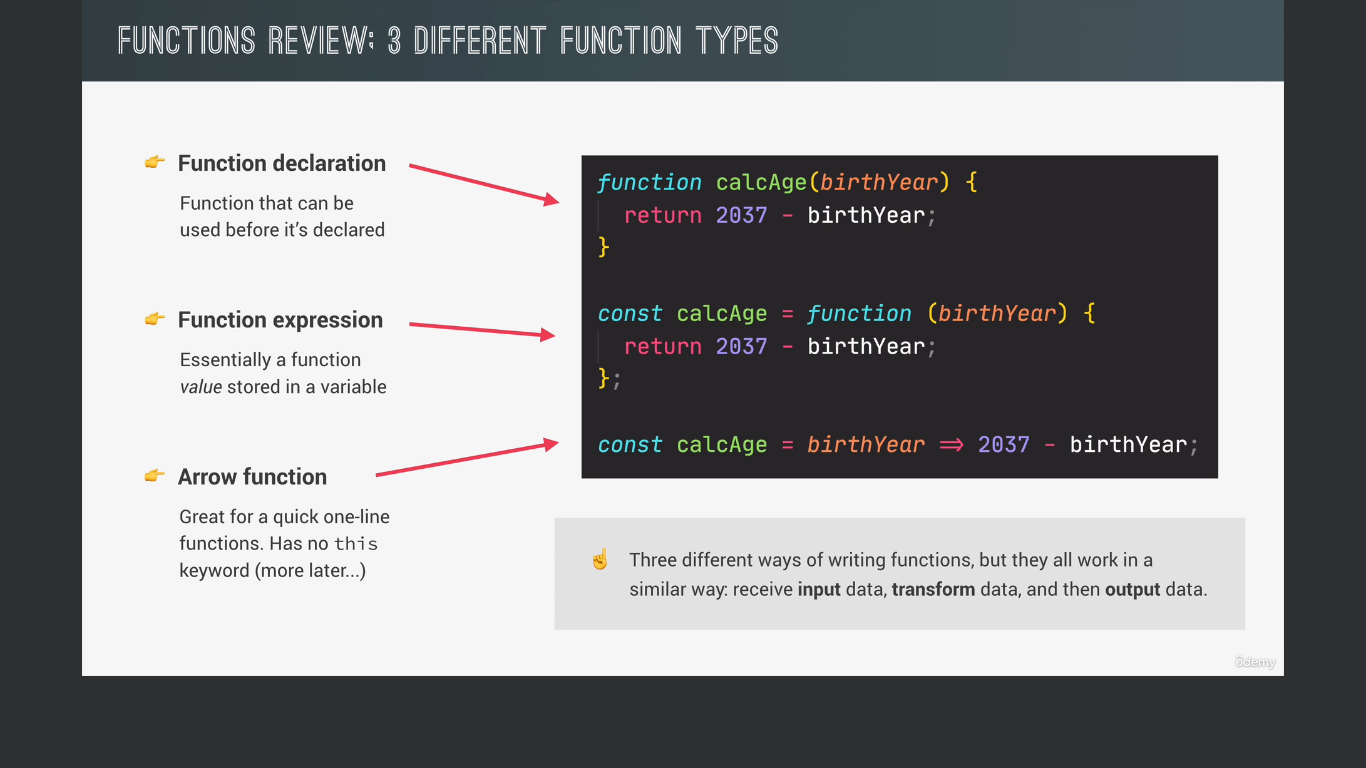 FUNCTIONS REVIEW: 3 DIFFERENT FUNCTION TYPES
👉 Function declaration
Function that can be
used before it’s declared
👉 Function expression
Essentially a function
value stored in a variable
👉 Arrow function
Great for a quick one-line
functions. Has no this
keyword (more later...)
function calcAge(birthYear) {
  return 2037 - birthYear;
}
const calcAge = function (birthYear) {
  return 2037 - birthYear;
};
const calcAge = birthYear => 2037 - birthYear;
☝️ Three different ways of writing functions, but they all work in a
similar way: receive input data, transform data, and then output data.
ûdemy